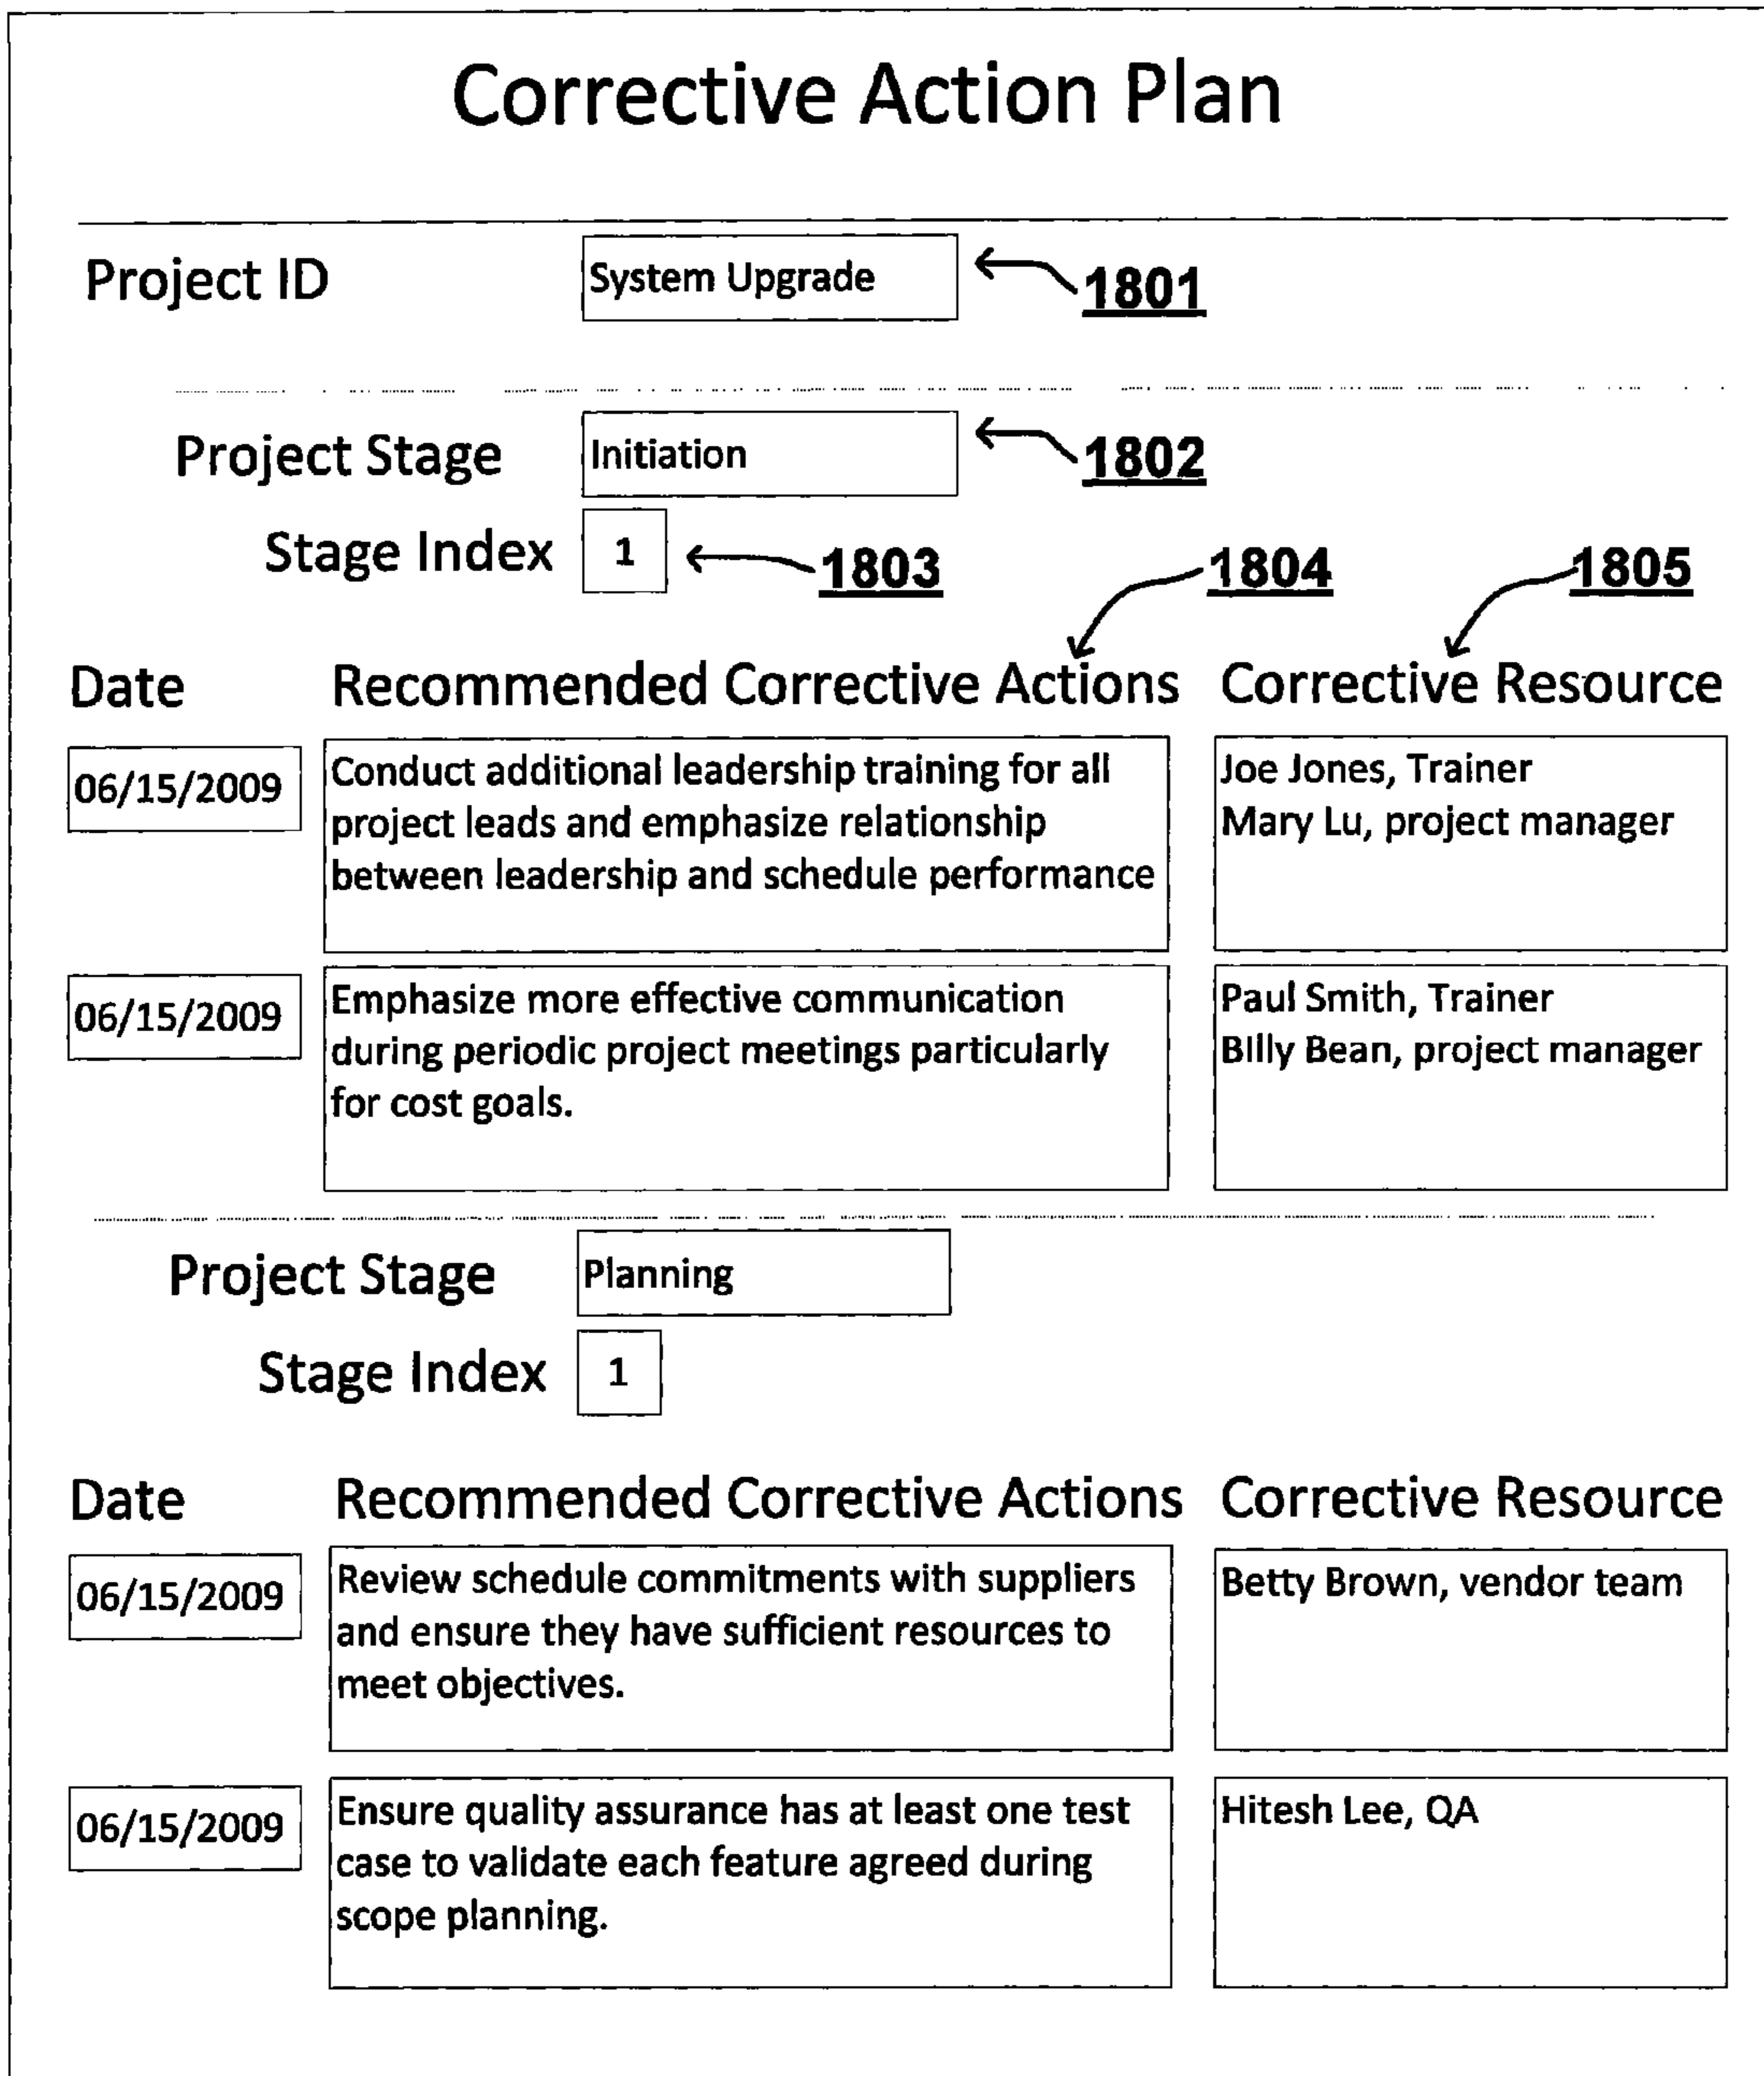 Corrective Action Plan
Project ID System Upgrade 1801
Project Stage Initiation 1802
Stage Index 1 1803 1804 1805
Date Recommended Corrective Actions Corrective Resource
06/15/2009
Conduct additional leadership training for all
project leads and emphasize relationship
between leadership and schedule performance
Joe Jones, Trainer
Mary Lu, project manager
06/15/2009
Emphasize more effective communication
during periodic project meetings particularly
for cost goals.
Paul Smith, Trainer
BIlly Bean, project manager
Project Stage Planning
Stage Index 1
Date Recommended Corrective Actions Corrective Resource
06/15/2009
Review schedule commitments with suppliers
and ensure they have sufficient resources to
meet objectives.
Betty Brown, vendor team
06/15/2009
Ensure quality assurance has at least one test
case to validate each feature agreed during
scope planning.
Hitesh Lee, QA